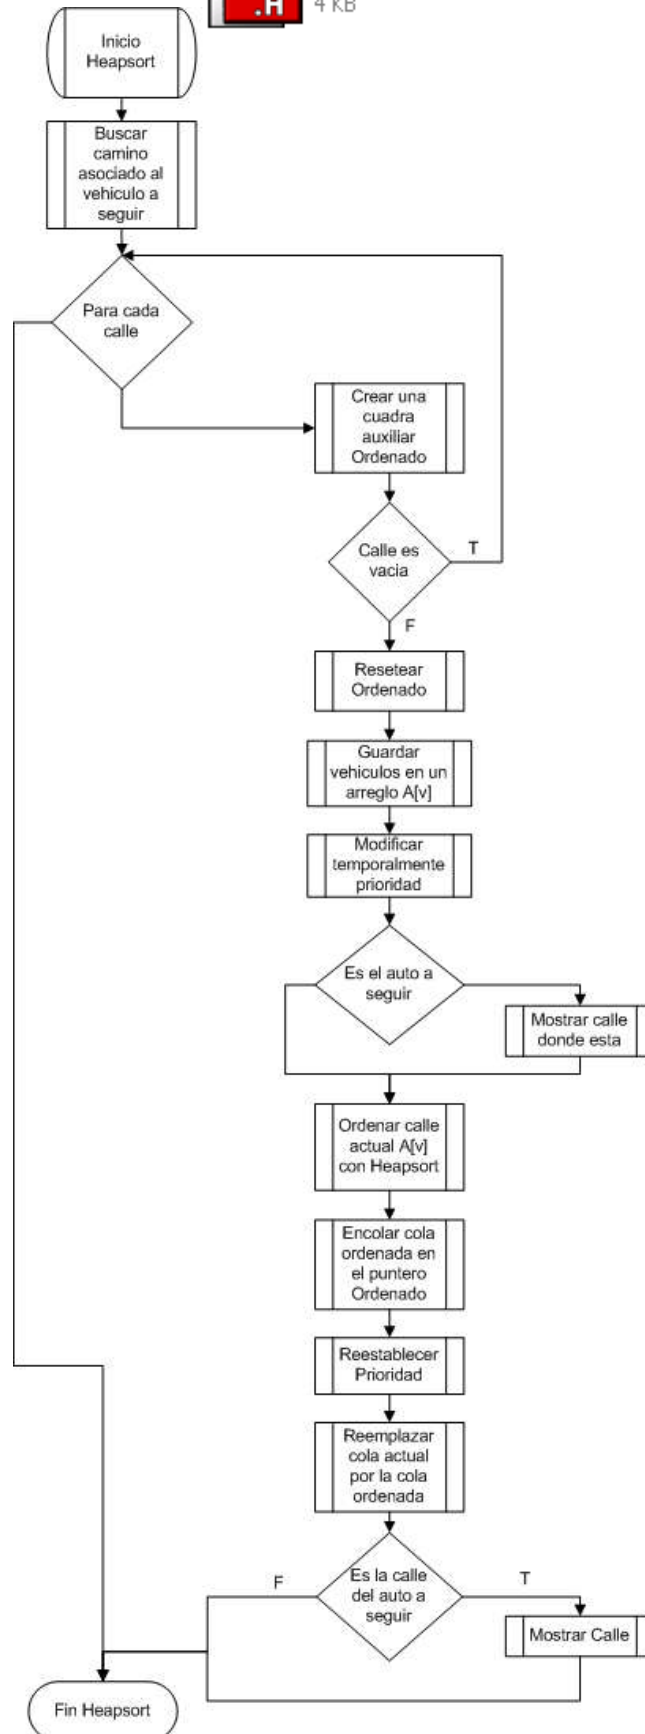 .H
4 KB
Inicio
Heapsort
Buscar
camino
asociado al
vehiculo a
seguir
Para cada
calle
Crear una
cuadra
auxiliar
Ordenado
Calle es
vacia
T
F
Resetear
Ordenado
Guardar
vehiculos en un
arreglo A[v]
Modificar
temporalmente
prioridad
Es el auto a
seguir
Mostrar calle
donde esta
Ordenar calle
actual A[v]
con Heapsort
Encolar cola
ordenada en
el puntero
Ordenado
Reestablecer
Prioridad
Reemplazar
cola actual
por la cola
ordenada
F
Es la calle
del auto a
seguir
T
Mostrar Calle
Fin Heapsort